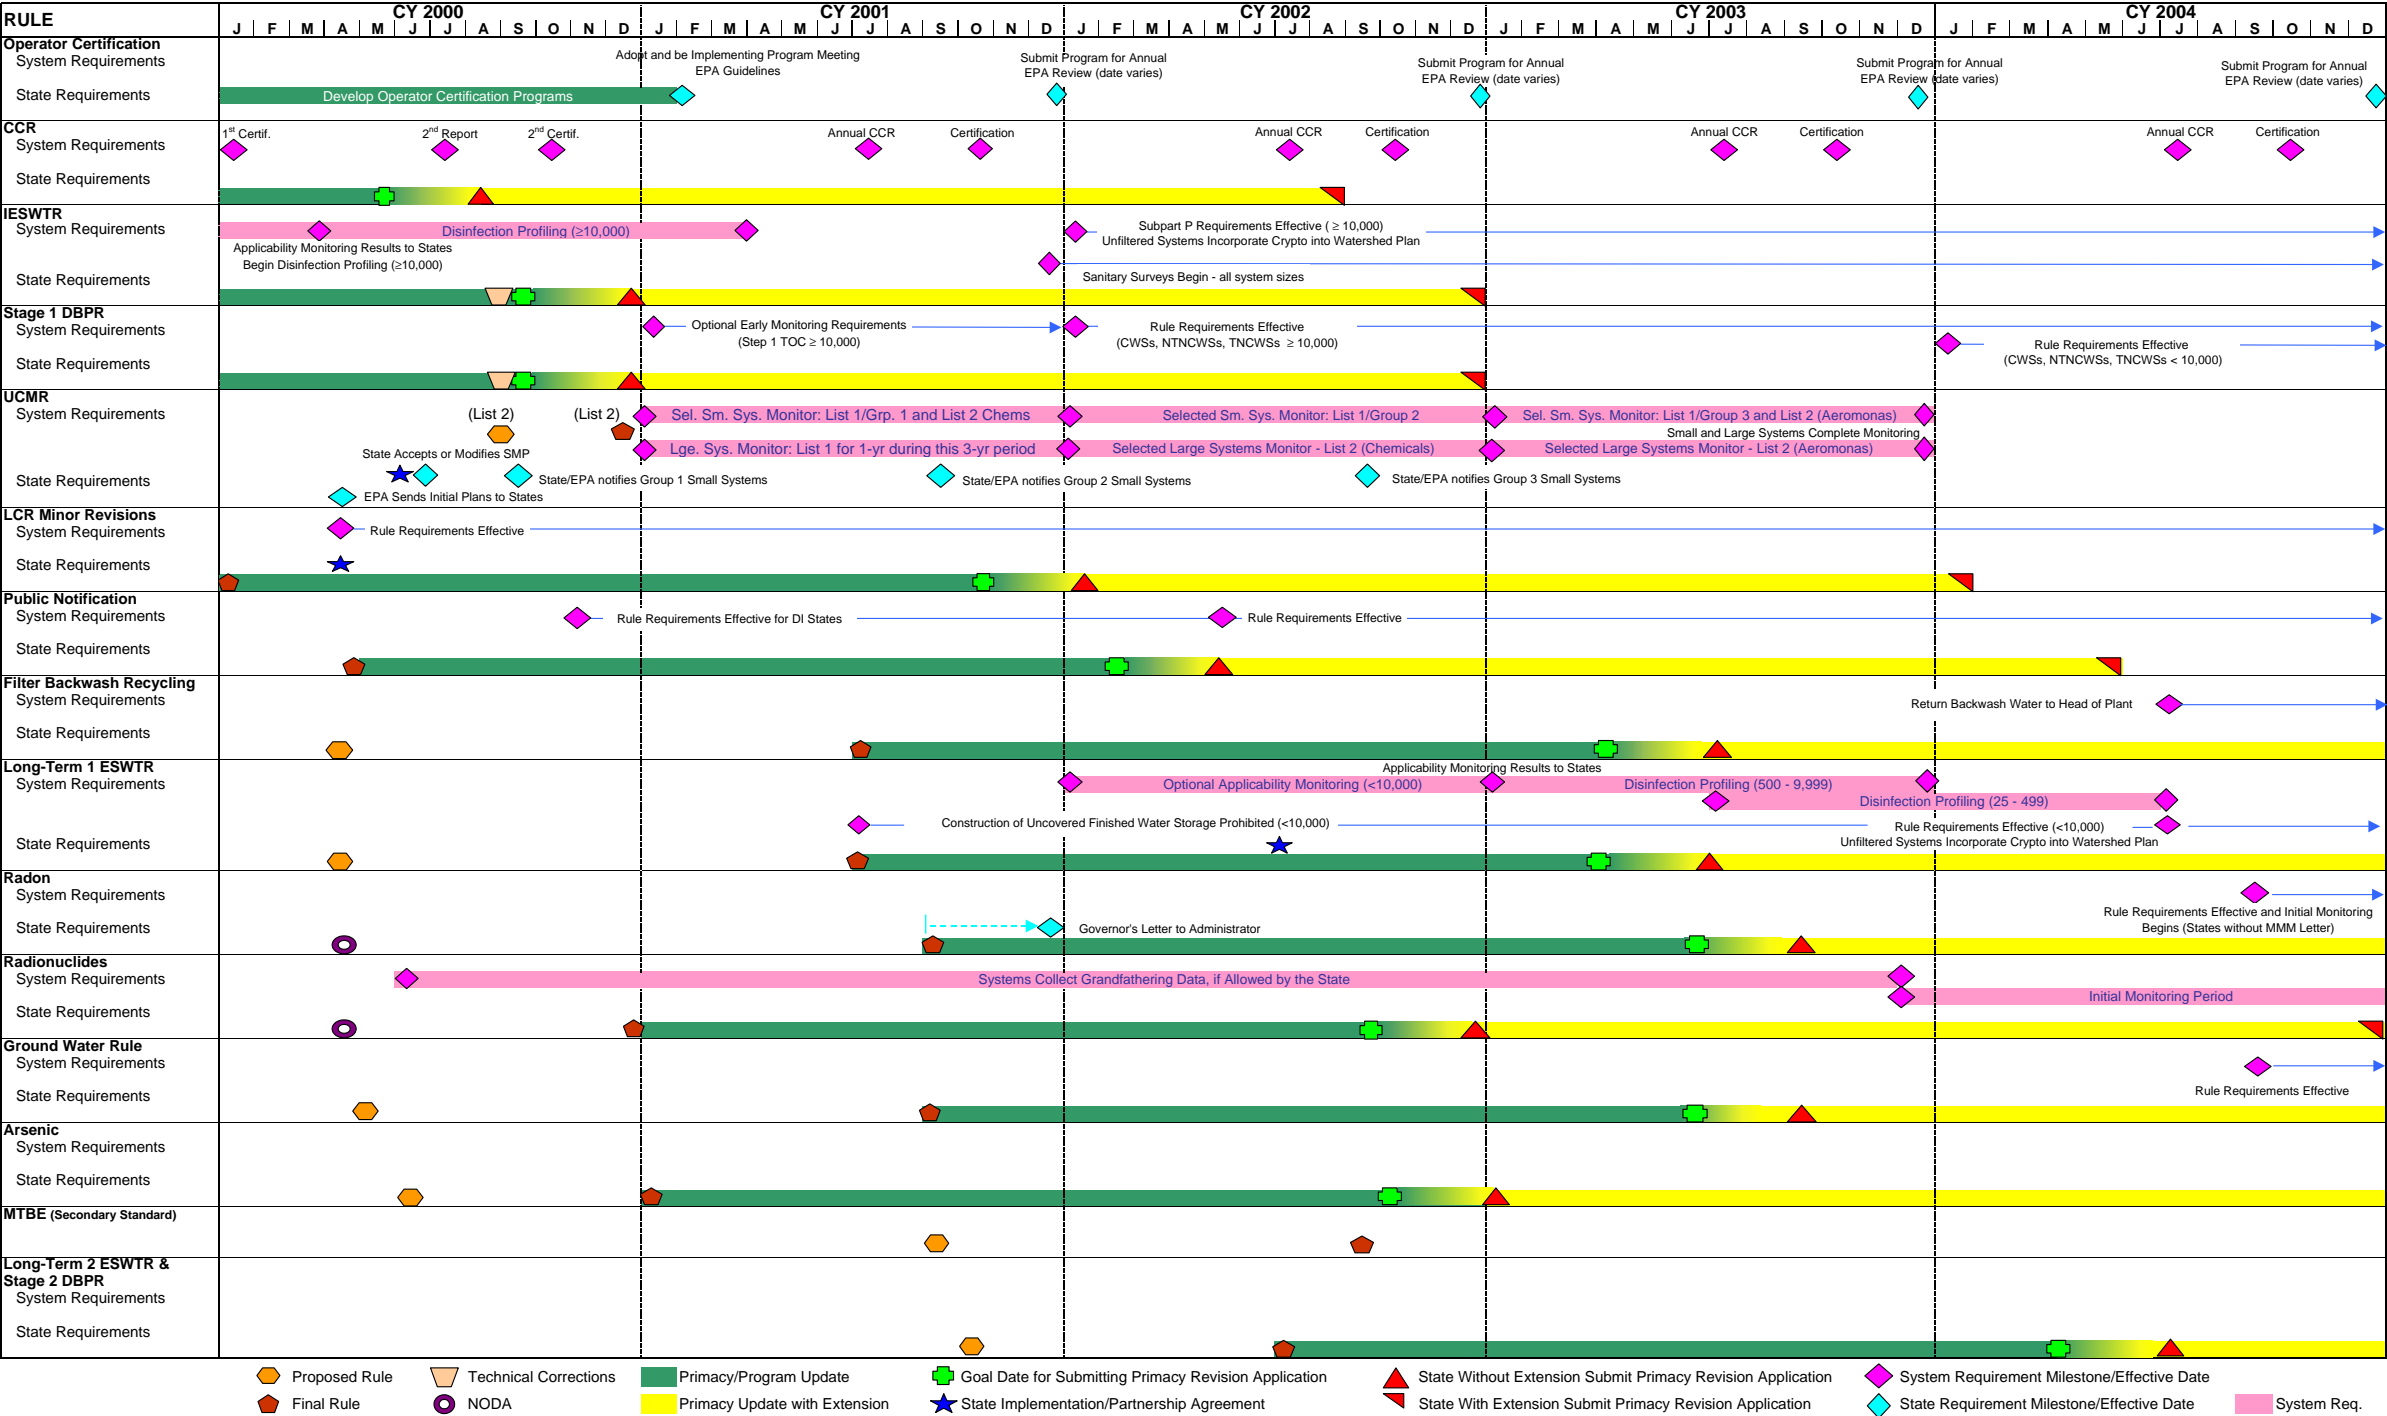 RULE
CY 2000
CY 2001
CY 2002
CY 2003
CY 2004
J F M A M J J A S O N D J F M A M J J A S O N D J F M A M J J A S O N D J F M A M J J A S O N D J F M A M J J A S O N D
Operator Certification
System Requirements
State Requirements
Adopt and be Implementing Program Meeting
EPA Guidelines
Submit Program for Annual
EPA Review (date varies)
Submit Program for Annual
EPA Review (date varies)
Submit Program for Annual
EPA Review (date varies)
Submit Program for Annual
EPA Review (date varies)
Develop Operator Certification Programs
CCR
System Requirements
State Requirements
1st Certif.
2nd Report
2nd Certif.
Annual CCR
Certification
Annual CCR
Certification
Annual CCR
Certification
Annual CCR
Certification
IESWTR
System Requirements
State Requirements
Disinfection Profiling (≥10,000)
Applicability Monitoring Results to States
Begin Disinfection Profiling (≥10,000)
Subpart P Requirements Effective ( ≥ 10,000)
Unfiltered Systems Incorporate Crypto into Watershed Plan
Sanitary Surveys Begin - all system sizes
Stage 1 DBPR
System Requirements
State Requirements
Optional Early Monitoring Requirements
(Step 1 TOC ≥ 10,000)
Rule Requirements Effective
(CWSs, NTNCWSs, TNCWSs ≥ 10,000)
Rule Requirements Effective
(CWSs, NTNCWSs, TNCWSs < 10,000)
UCMR
System Requirements
State Requirements
(List 2)
(List 2)
Sel. Sm. Sys. Monitor: List 1/Grp. 1 and List 2 Chems
Selected Sm. Sys. Monitor: List 1/Group 2
Sel. Sm. Sys. Monitor: List 1/Group 3 and List 2 (Aeromonas)
Small and Large Systems Complete Monitoring
Lge. Sys. Monitor: List 1 for 1-yr during this 3-yr period
Selected Large Systems Monitor - List 2 (Chemicals)
Selected Large Systems Monitor - List 2 (Aeromonas)
State Accepts or Modifies SMP
State/EPA notifies Group 1 Small Systems
State/EPA notifies Group 2 Small Systems
State/EPA notifies Group 3 Small Systems
EPA Sends Initial Plans to States
LCR Minor Revisions
System Requirements
State Requirements
Rule Requirements Effective
Public Notification
System Requirements
State Requirements
Rule Requirements Effective for DI States
Rule Requirements Effective
Filter Backwash Recycling
System Requirements
State Requirements
Return Backwash Water to Head of Plant
Long-Term 1 ESWTR
System Requirements
State Requirements
Applicability Monitoring Results to States
Optional Applicability Monitoring (<10,000)
Disinfection Profiling (500 - 9,999)
Disinfection Profiling (25 - 499)
Construction of Uncovered Finished Water Storage Prohibited (<10,000)
Rule Requirements Effective (<10,000)
Unfiltered Systems Incorporate Crypto into Watershed Plan
Radon
System Requirements
State Requirements
Governor's Letter to Administrator
Rule Requirements Effective and Initial Monitoring
Begins (States without MMM Letter)
Radionuclides
System Requirements
State Requirements
Systems Collect Grandfathering Data, if Allowed by the State
Initial Monitoring Period
Ground Water Rule
System Requirements
State Requirements
Rule Requirements Effective
Arsenic
System Requirements
State Requirements
MTBE (Secondary Standard)
Long-Term 2 ESWTR &
Stage 2 DBPR
System Requirements
State Requirements
Proposed Rule
Technical Corrections
Primacy/Program Update
Goal Date for Submitting Primacy Revision Application
State Without Extension Submit Primacy Revision Application
System Requirement Milestone/Effective Date
Final Rule
NODA
Primacy Update with Extension
State Implementation/Partnership Agreement
State With Extension Submit Primacy Revision Application
State Requirement Milestone/Effective Date
System Req.